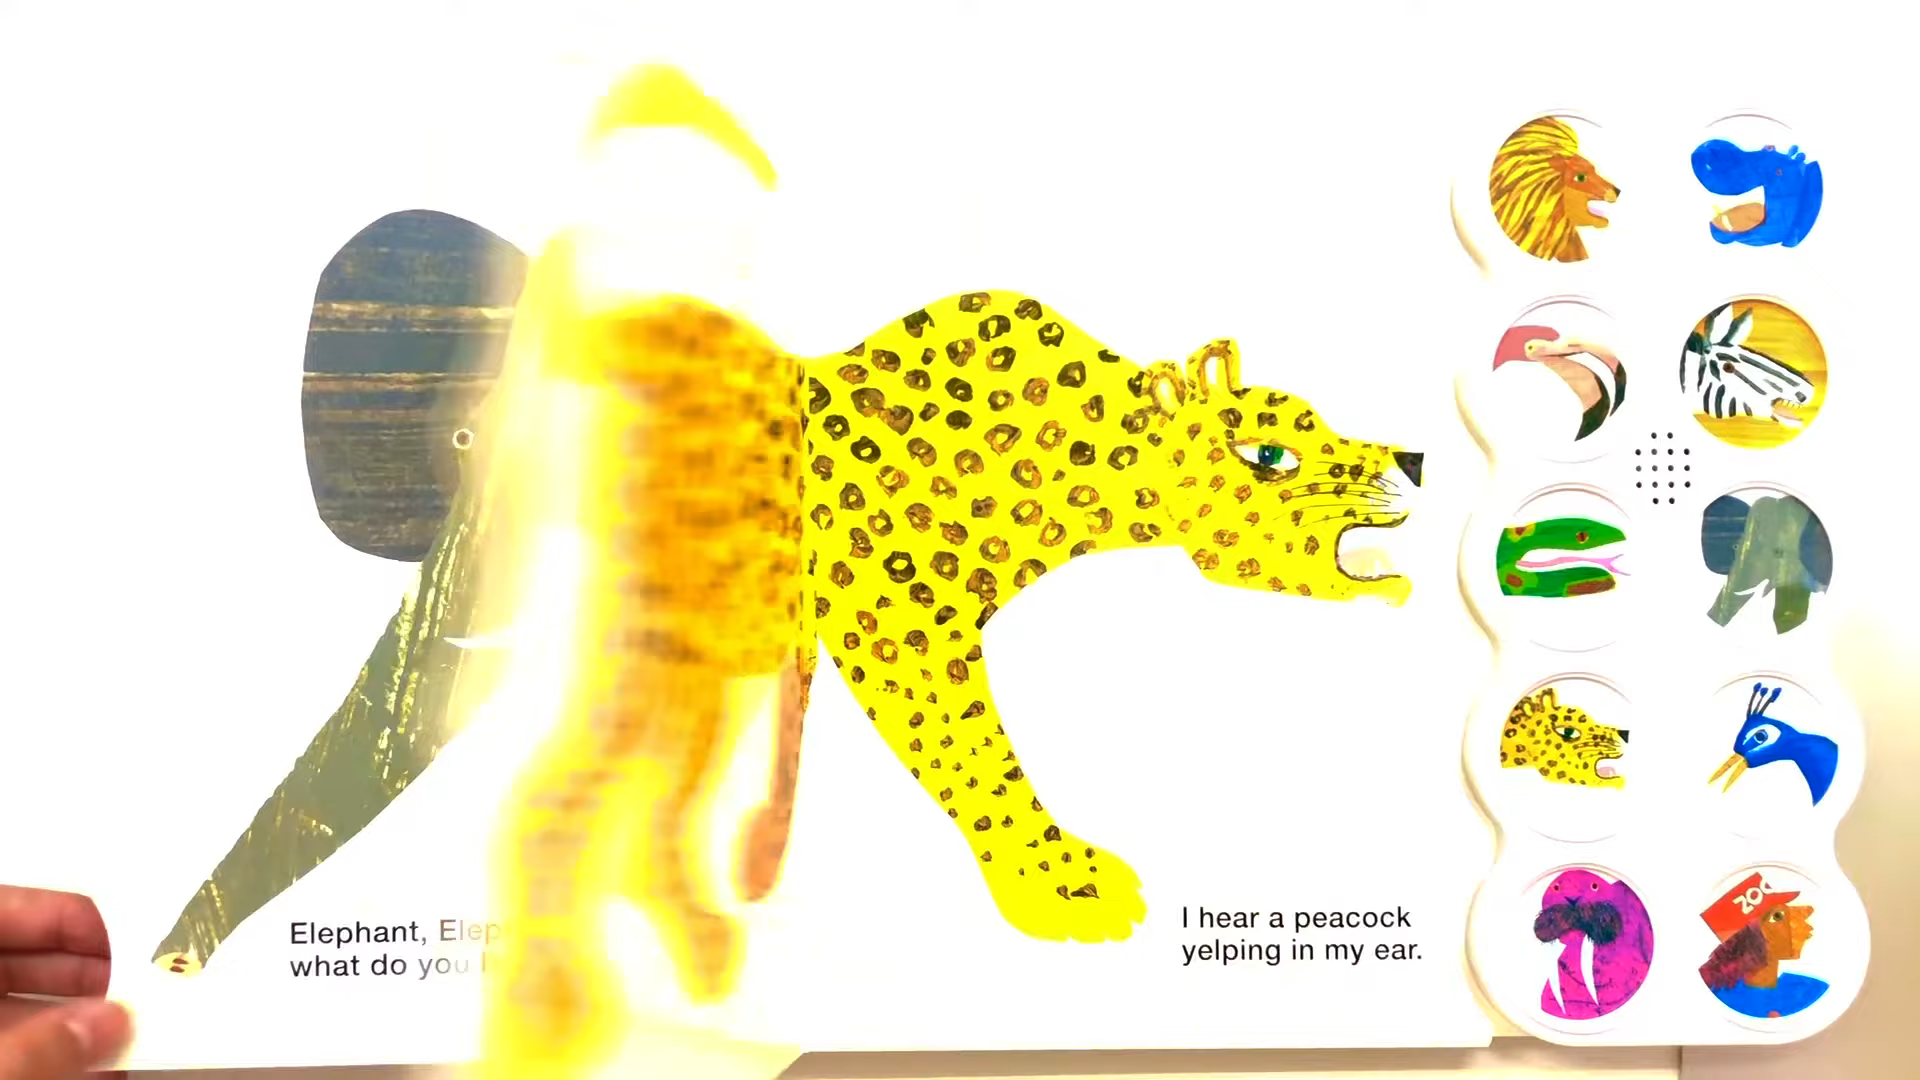 Elephant, Elep
what do you
I hear a peacock
yelping in my ear.
ZOO